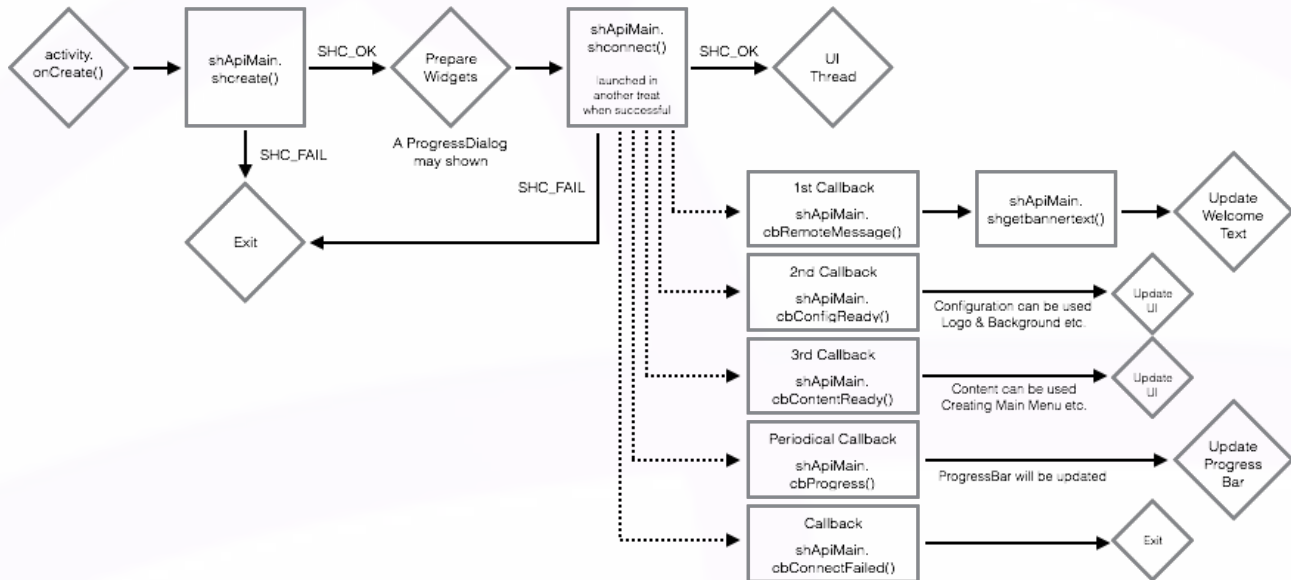 activity.
onCreate()
shApiMain.
shcreate()
SHC_OK
SHC_FAIL
Exit
Prepare
Widgets
A ProgressDialog
may shown
shApiMain.
shconnect()
launched in
another treat
when successful
SHC_OK
SHC_FAIL
UI
Thread
1st Callback
shApiMain.
cbRemoteMessage()
shApiMain.
shgetbannertext()
Update
Welcome
Text
2nd Callback
shApiMain.
cbConfigReady()
Configuration can be used
Logo & Background etc.
Update
UI
3rd Callback
shApiMain.
cbContentReady()
Content can be used
Creating Main Menu etc.
Update
UI
Periodical Callback
shApiMain.
cbProgress()
ProgressBar will be updated
Update
Progress
Bar
Callback
shApiMain.
cbConnectFailed()
Exit